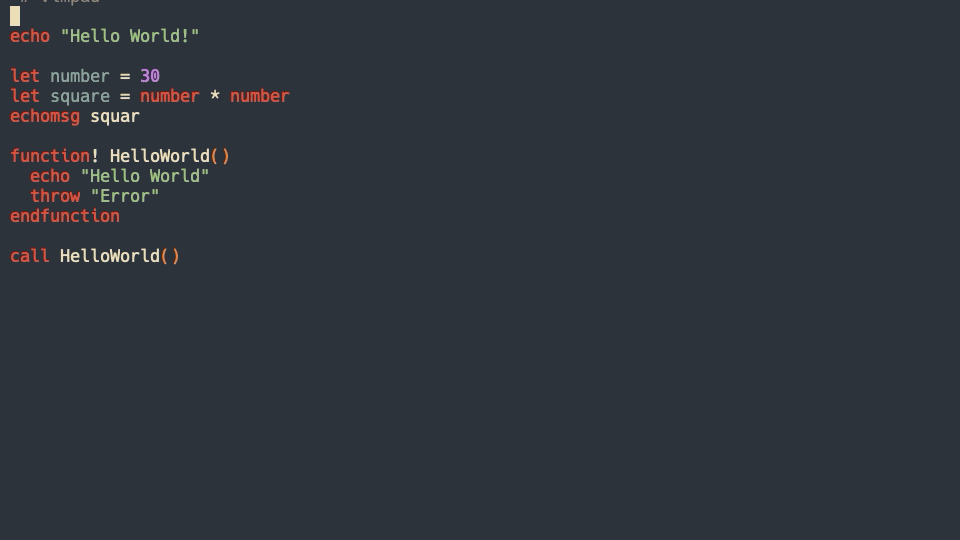 echo "Hello World!"
let number = 30
let square = number * number
echomsg squar
function! HelloWorld()
echo "Hello World"
throw "Error"
endfunction
call HelloWorld()